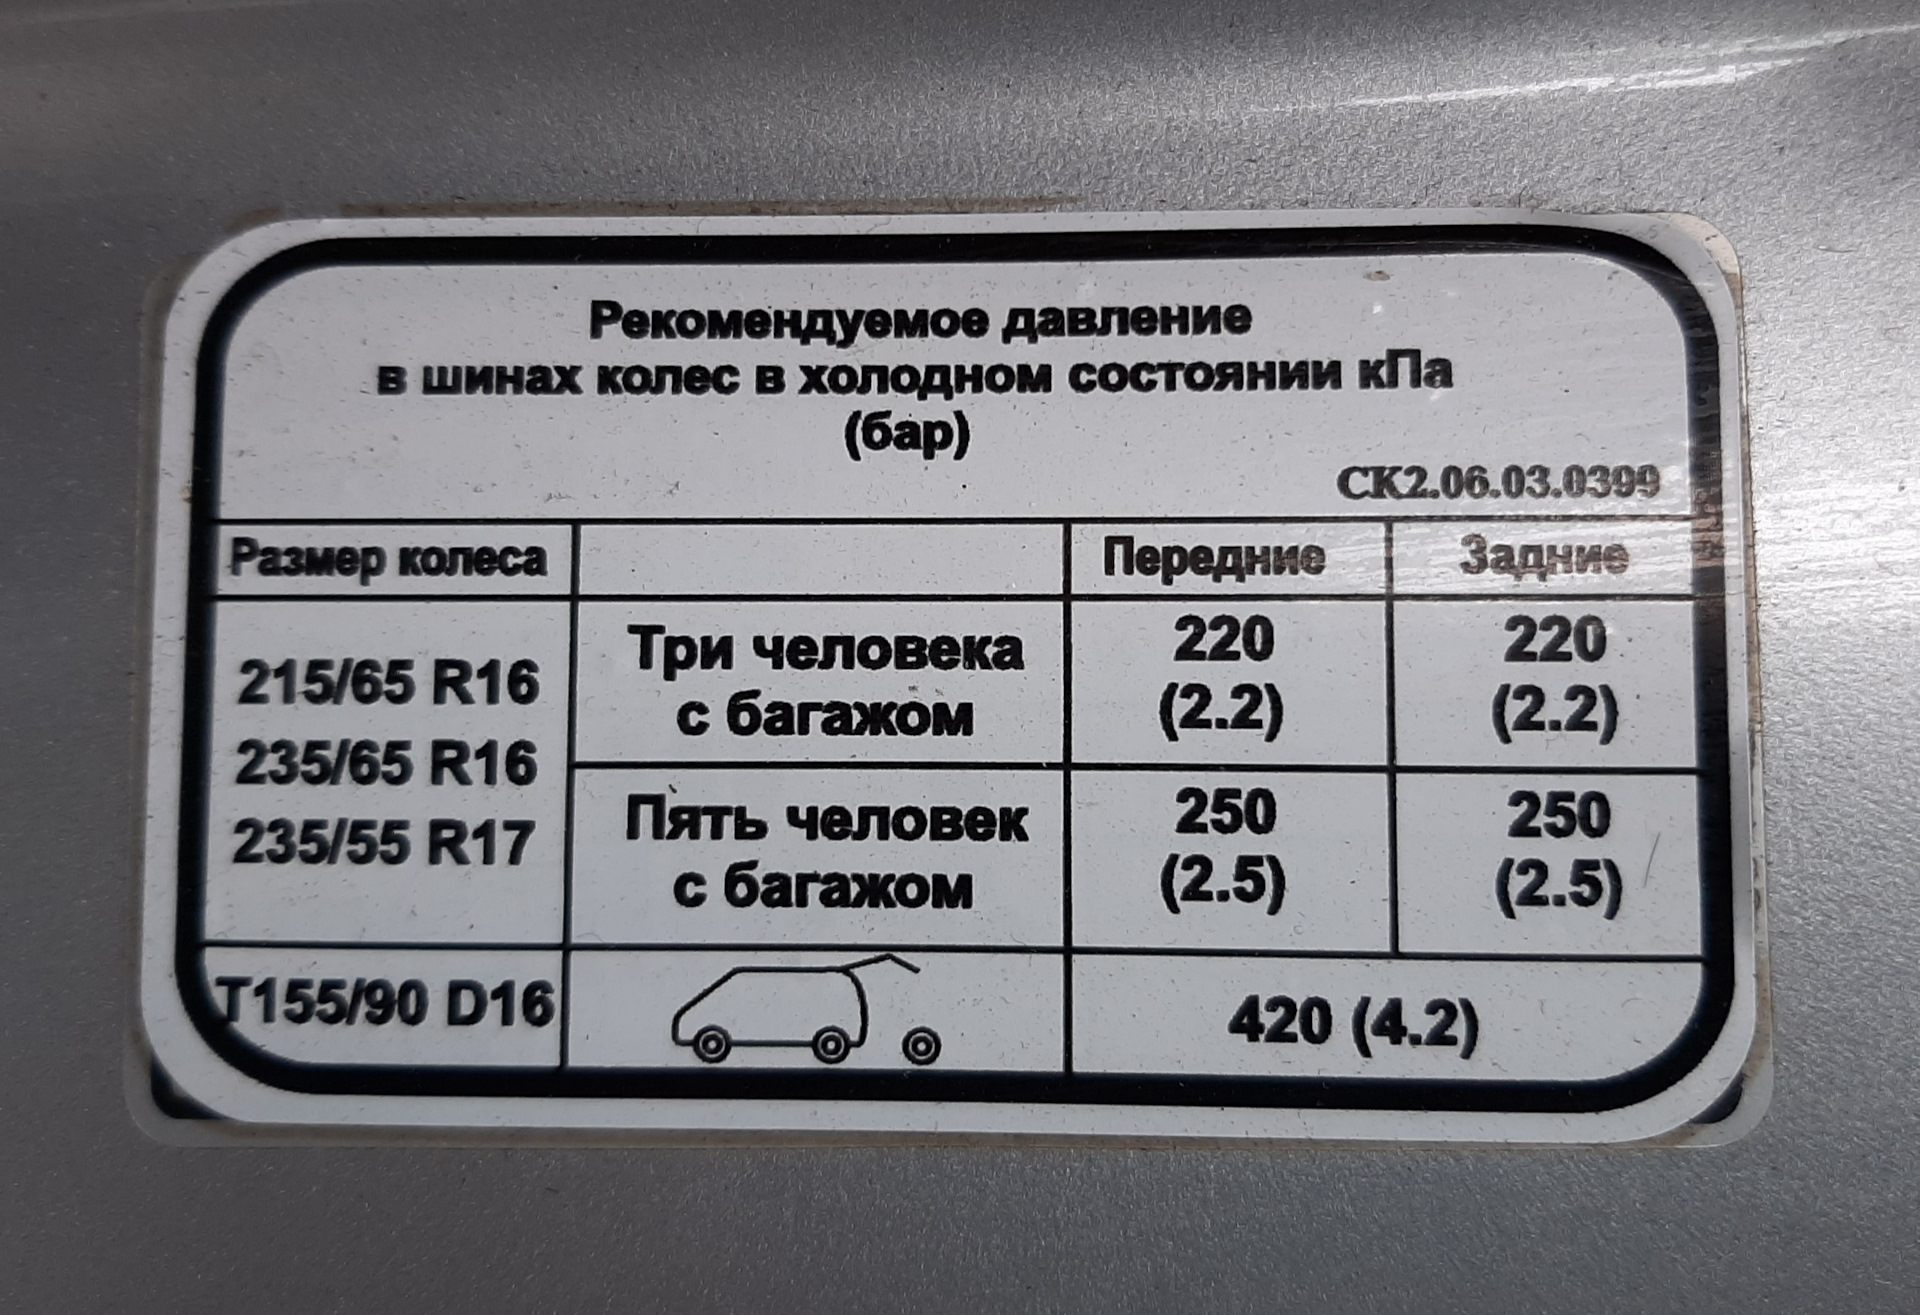 Рекомендуемое давление
в шинах колес в холодном состоянии кПа
(бар)
СК2.06.03.0399
Размер колеса Передние Задние
215/65 R16
235/65 R16
235/55 R17
Три человека
с багажом
220
(2.2)
220
(2.2)
Пять человек
с багажом
250
(2.5)
250
(2.5)
T155/90 D16 420 (4.2)